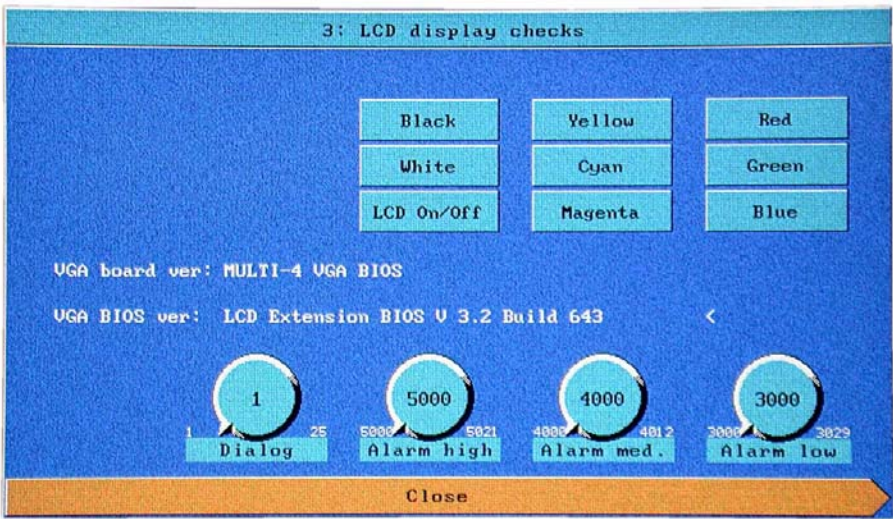 3: LCD display checks
Black Yellow Red
White Cyan Green
LCD On/Off Magenta Blue
VGA board ver: MULTI-4 VGA BIOS
VGA BIOS ver: LCD Extension BIOS V 3.2 Build 643 <
1 5000 4000 3000
1 25 5000 5021 4000 4012 3000 3029
Dialog Alarm high Alarm med. Alarm low
Close